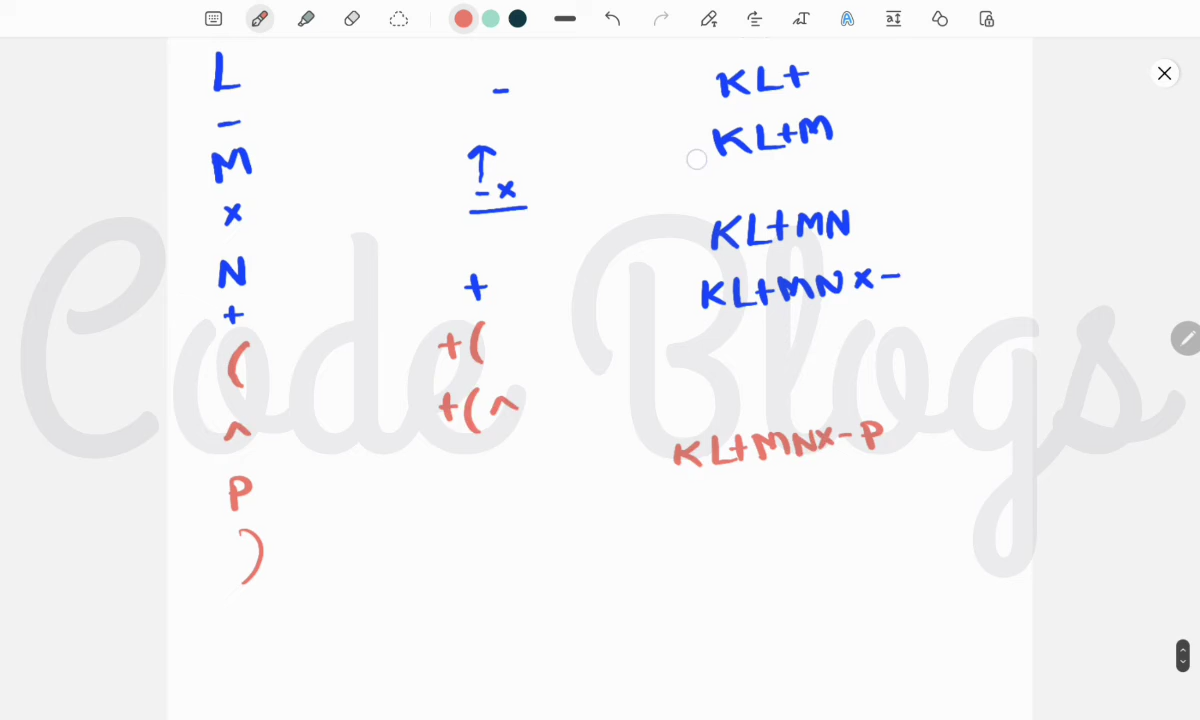 L - KL+
-
M ↑ KL+M
x - x
KL+MN
N + KL+MNx-
+
( +(
^ +(^ KL+MNx-P
P
)
Code Blogs